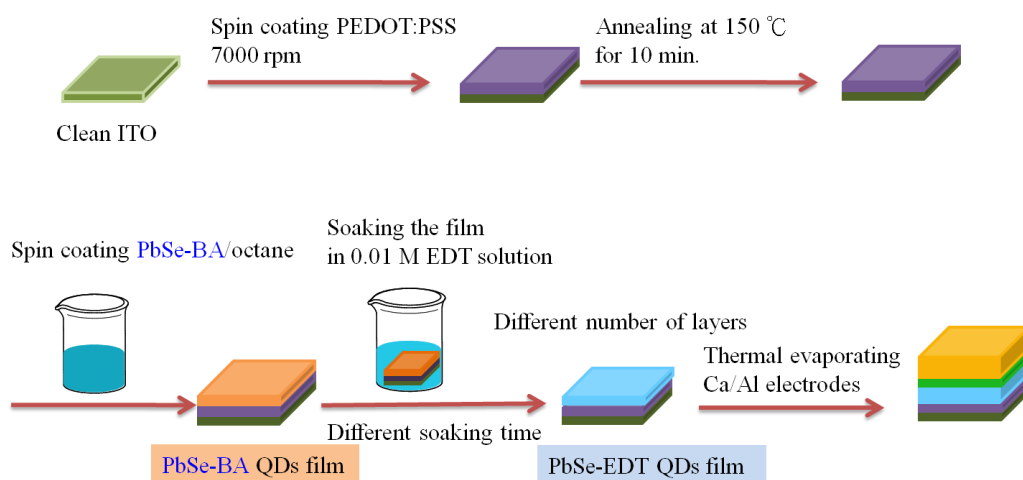 Spin coating PEDOT:PSS
7000 rpm
Annealing at 150 ℃
for 10 min.
Clean ITO
Spin coating PbSe-BA/octane
Soaking the film
in 0.01 M EDT solution
Different number of layers
Thermal evaporating
Ca/Al electrodes
Different soaking time
PbSe-BA QDs film
PbSe-EDT QDs film